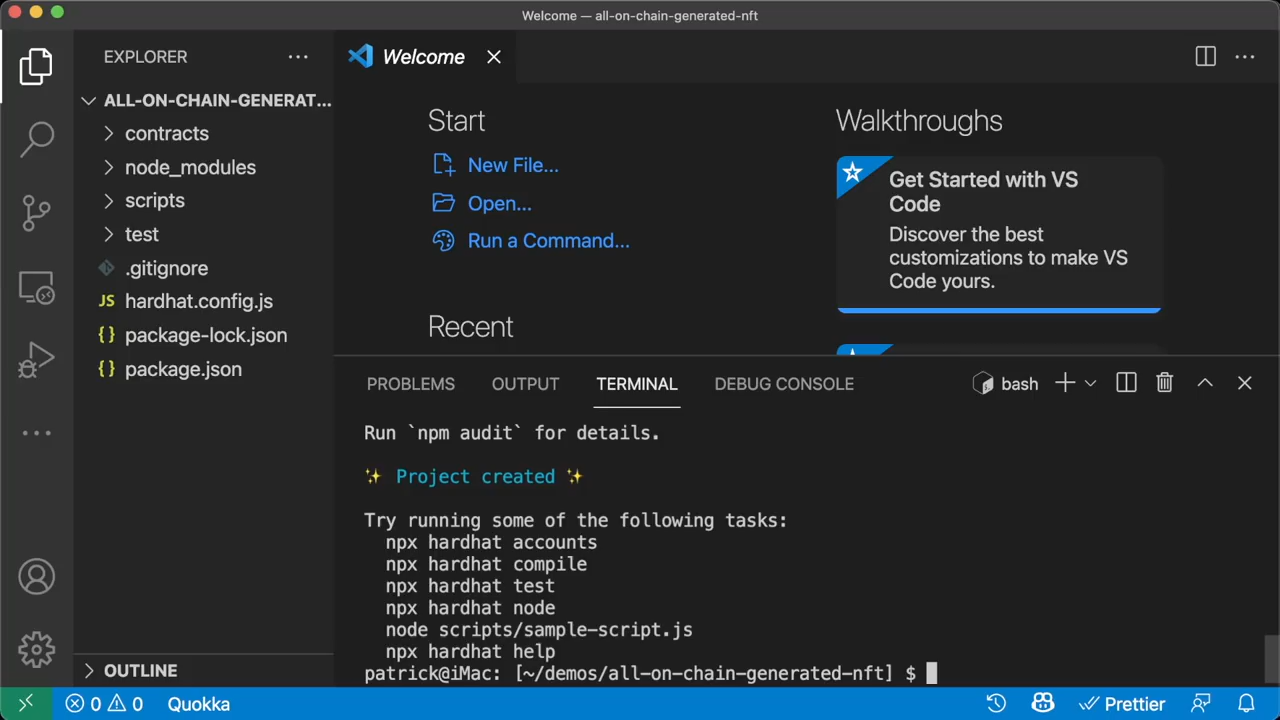 Welcome — all-on-chain-generated-nft
EXPLORER
ALL-ON-CHAIN-GENERAT...
contracts
node_modules
scripts
test
.gitignore
JS hardhat.config.js
{} package-lock.json
{} package.json
OUTLINE
Welcome
Start
New File...
Open...
Run a Command...
Recent
Walkthroughs
Get Started with VS
Code
Discover the best
customizations to make VS
Code yours.
PROBLEMS OUTPUT TERMINAL DEBUG CONSOLE
bash
Run `npm audit` for details.
✨ Project created ✨
Try running some of the following tasks:
npx hardhat accounts
npx hardhat compile
npx hardhat test
npx hardhat node
node scripts/sample-script.js
npx hardhat help
patrick@iMac: [~/demos/all-on-chain-generated-nft] $
0 0 Quokka
Prettier